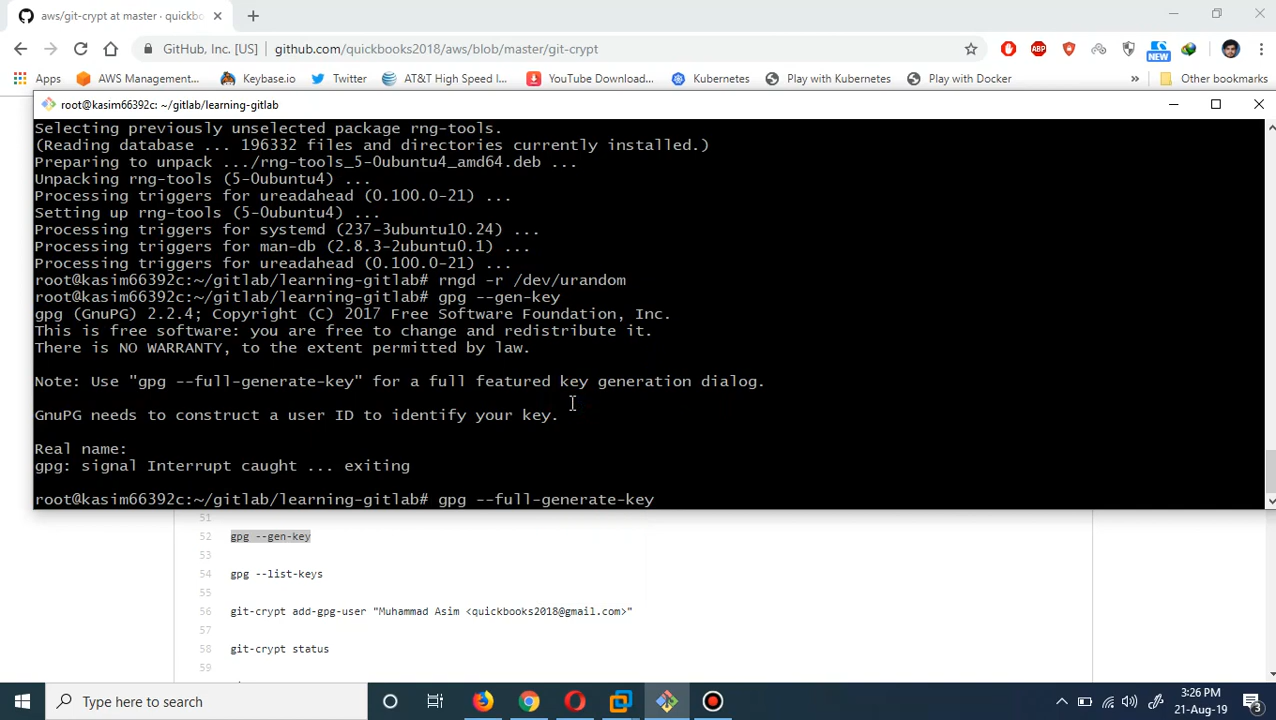 aws/git-crypt at master · quickbo
GitHub, Inc. [US] github.com/quickbooks2018/aws/blob/master/git-crypt
NEW
Apps AWS Management... Keybase.io Twitter AT&T High Speed I... YouTube Download... Kubernetes Play with Kubernetes Play with Docker » Other bookmarks
root@kasim66392c: ~/gitlab/learning-gitlab
Selecting previously unselected package rng-tools.
(Reading database ... 196332 files and directories currently installed.)
Preparing to unpack .../rng-tools_5-0ubuntu4_amd64.deb ...
Unpacking rng-tools (5-0ubuntu4) ...
Processing triggers for ureadahead (0.100.0-21) ...
Setting up rng-tools (5-0ubuntu4) ...
Processing triggers for systemd (237-3ubuntu10.24) ...
Processing triggers for man-db (2.8.3-2ubuntu0.1) ...
Processing triggers for ureadahead (0.100.0-21) ...
root@kasim66392c:~/gitlab/learning-gitlab# rngd -r /dev/urandom
root@kasim66392c:~/gitlab/learning-gitlab# gpg --gen-key
gpg (GnuPG) 2.2.4; Copyright (C) 2017 Free Software Foundation, Inc.
This is free software: you are free to change and redistribute it.
There is NO WARRANTY, to the extent permitted by law.
Note: Use "gpg --full-generate-key" for a full featured key generation dialog.
GnuPG needs to construct a user ID to identify your key.
Real name:
gpg: signal Interrupt caught ... exiting
root@kasim66392c:~/gitlab/learning-gitlab# gpg --full-generate-key
51
52 gpg --gen-key
53
54 gpg --list-keys
55
56 git-crypt add-gpg-user "Muhammad Asim <quickbooks2018@gmail.com>"
57
58 git-crypt status
59
Type here to search
3:26 PM
21-Aug-19
3